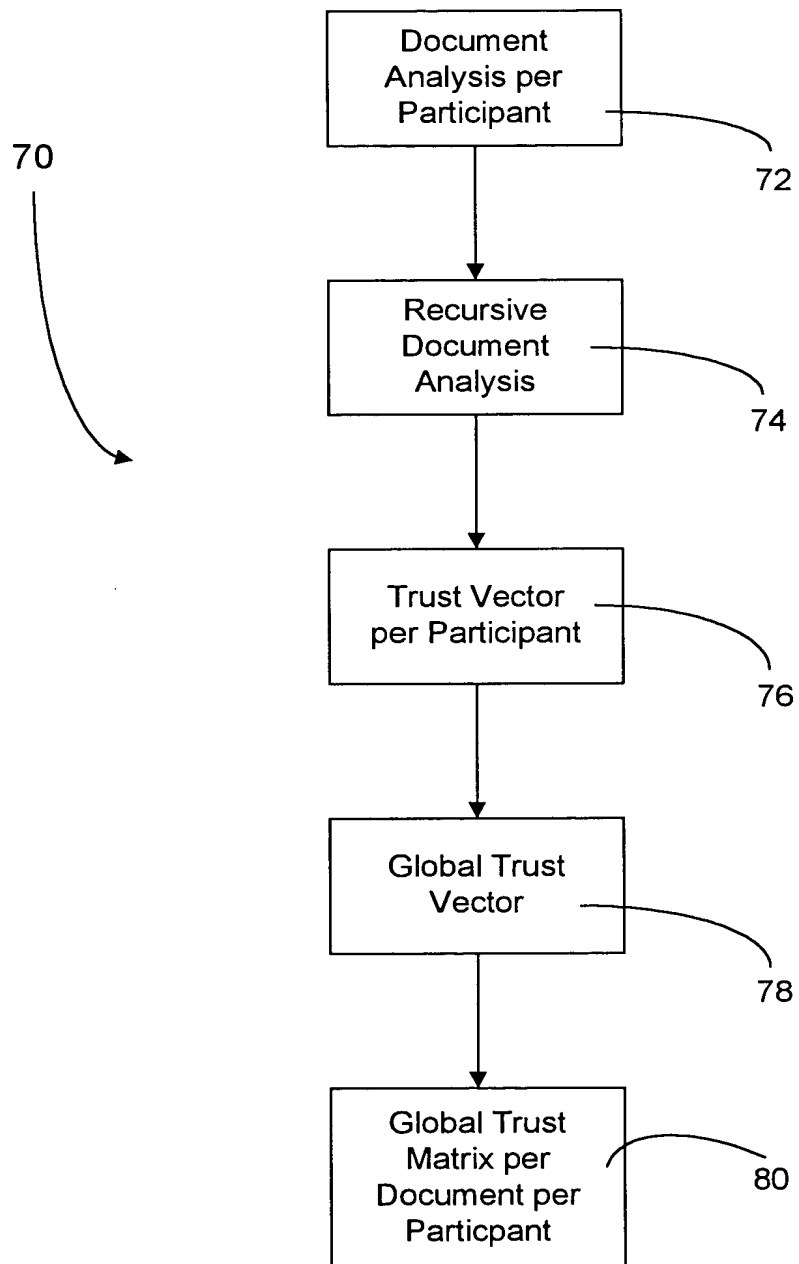 Document
Analysis per
Participant
70
72
Recursive
Document
Analysis
74
Trust Vector
per Participant
76
Global Trust
Vector
78
Global Trust
Matrix per
Document per
Particpant
80